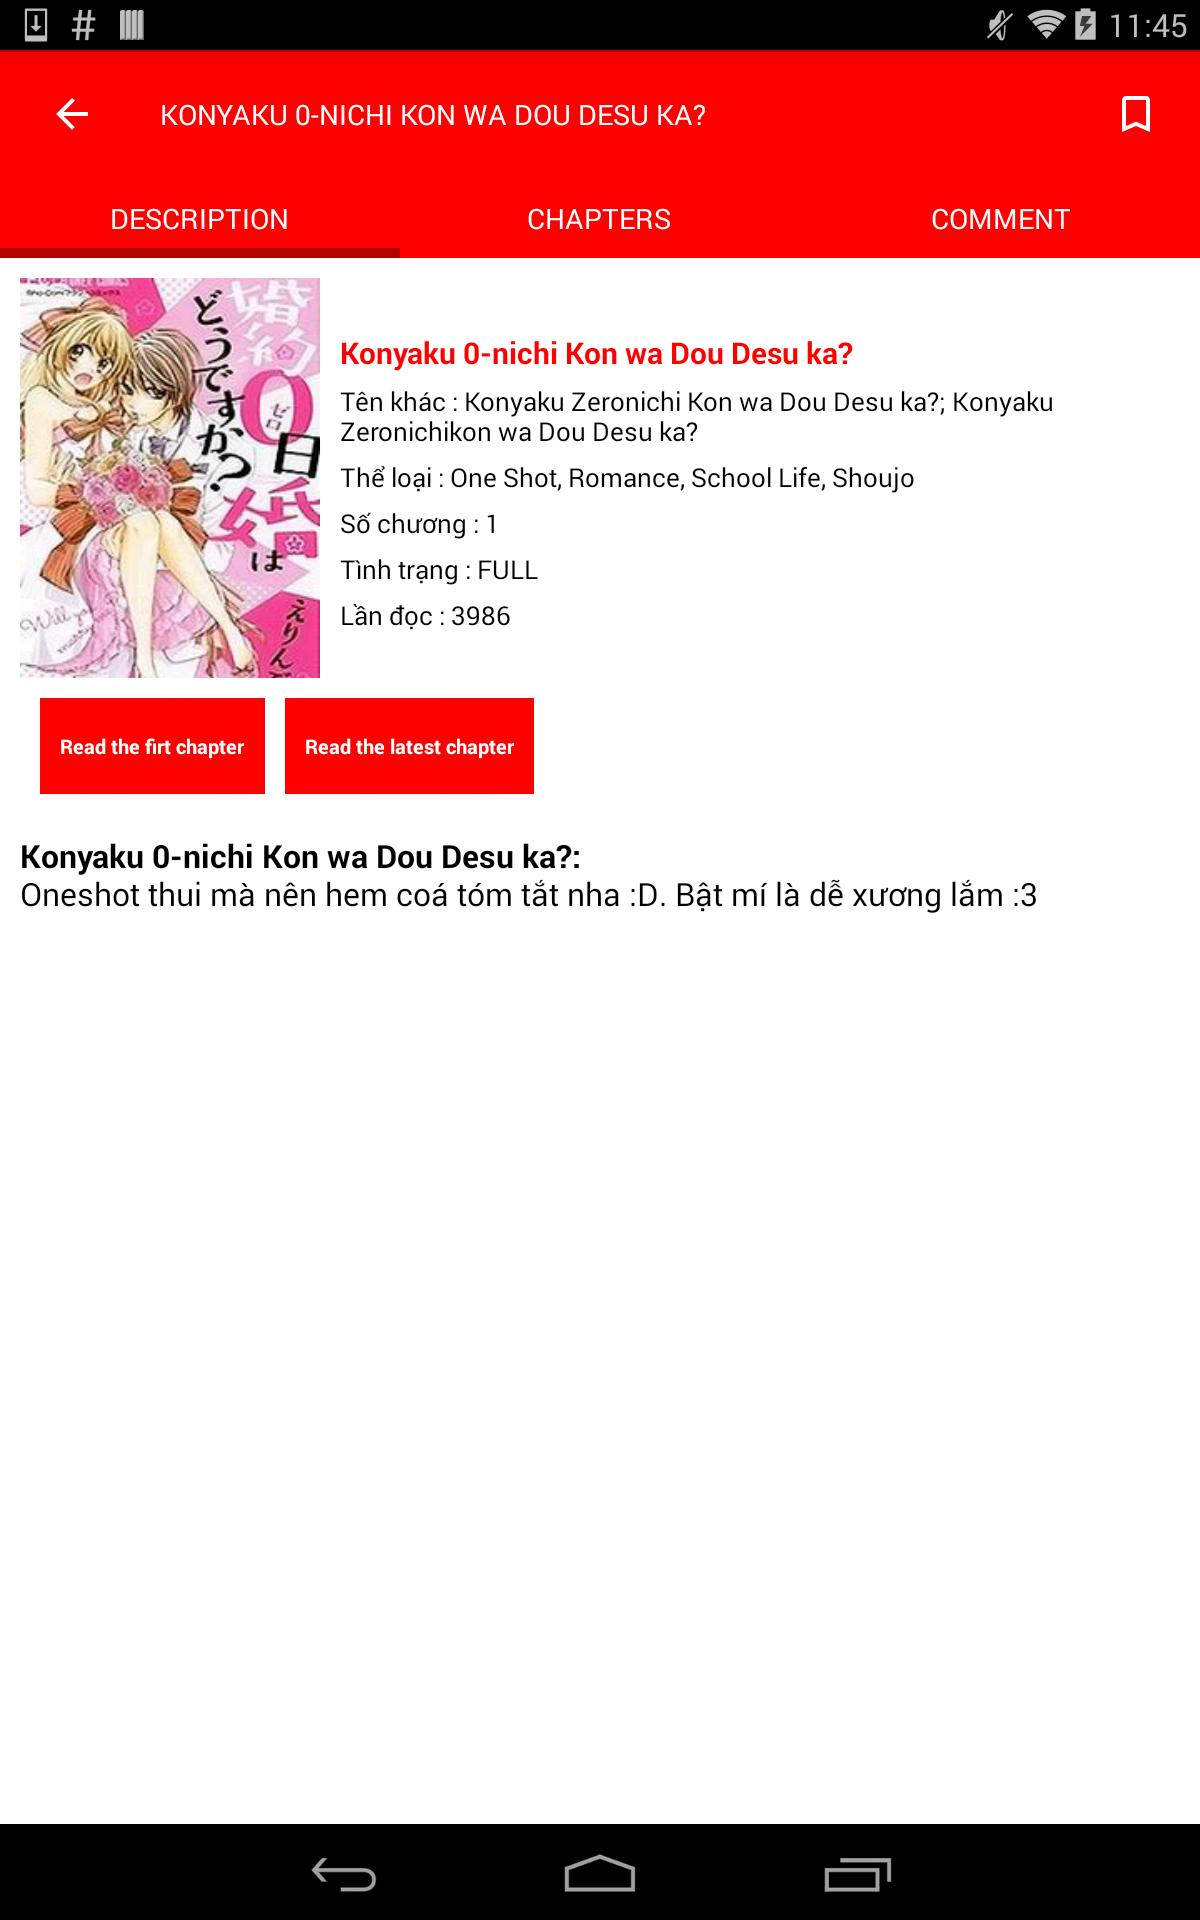 11:45
KONYAKU 0-NICHI KON WA DOU DESU KA?
DESCRIPTION
CHAPTERS
COMMENT
婚約
0
ゼロ
日
婚
は
どうですか?
えりん
Will yo
Konyaku 0-nichi Kon wa Dou Desu ka?
Tên khác : Konyaku Zeronichi Kon wa Dou Desu ka?; Konyaku
Zeronichikon wa Dou Desu ka?
Thể loại : One Shot, Romance, School Life, Shoujo
Số chương : 1
Tình trạng : FULL
Lần đọc : 3986
Read the firt chapter
Read the latest chapter
Konyaku 0-nichi Kon wa Dou Desu ka?:
Oneshot thui mà nên hem coá tóm tắt nha :D. Bật mí là dễ xương lắm :3